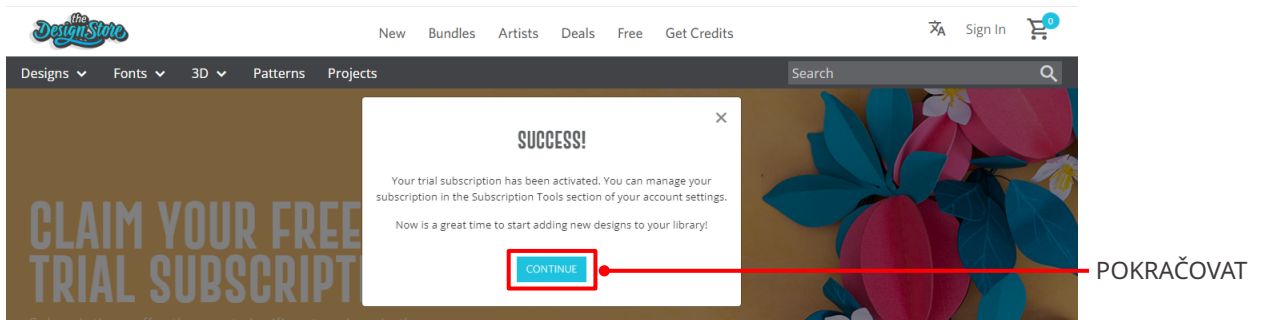 the
Design Store
New Bundles Artists Deals Free Get Credits
Sign In
0
Designs Fonts 3D Patterns Projects
Search
SUCCESS!
Your trial subscription has been activated. You can manage your
subscription in the Subscription Tools section of your account settings.
Now is a great time to start adding new designs to your library!
CONTINUE
POKRAČOVAT
CLAIM YOUR FREE
TRIAL SUBSCRIPTI